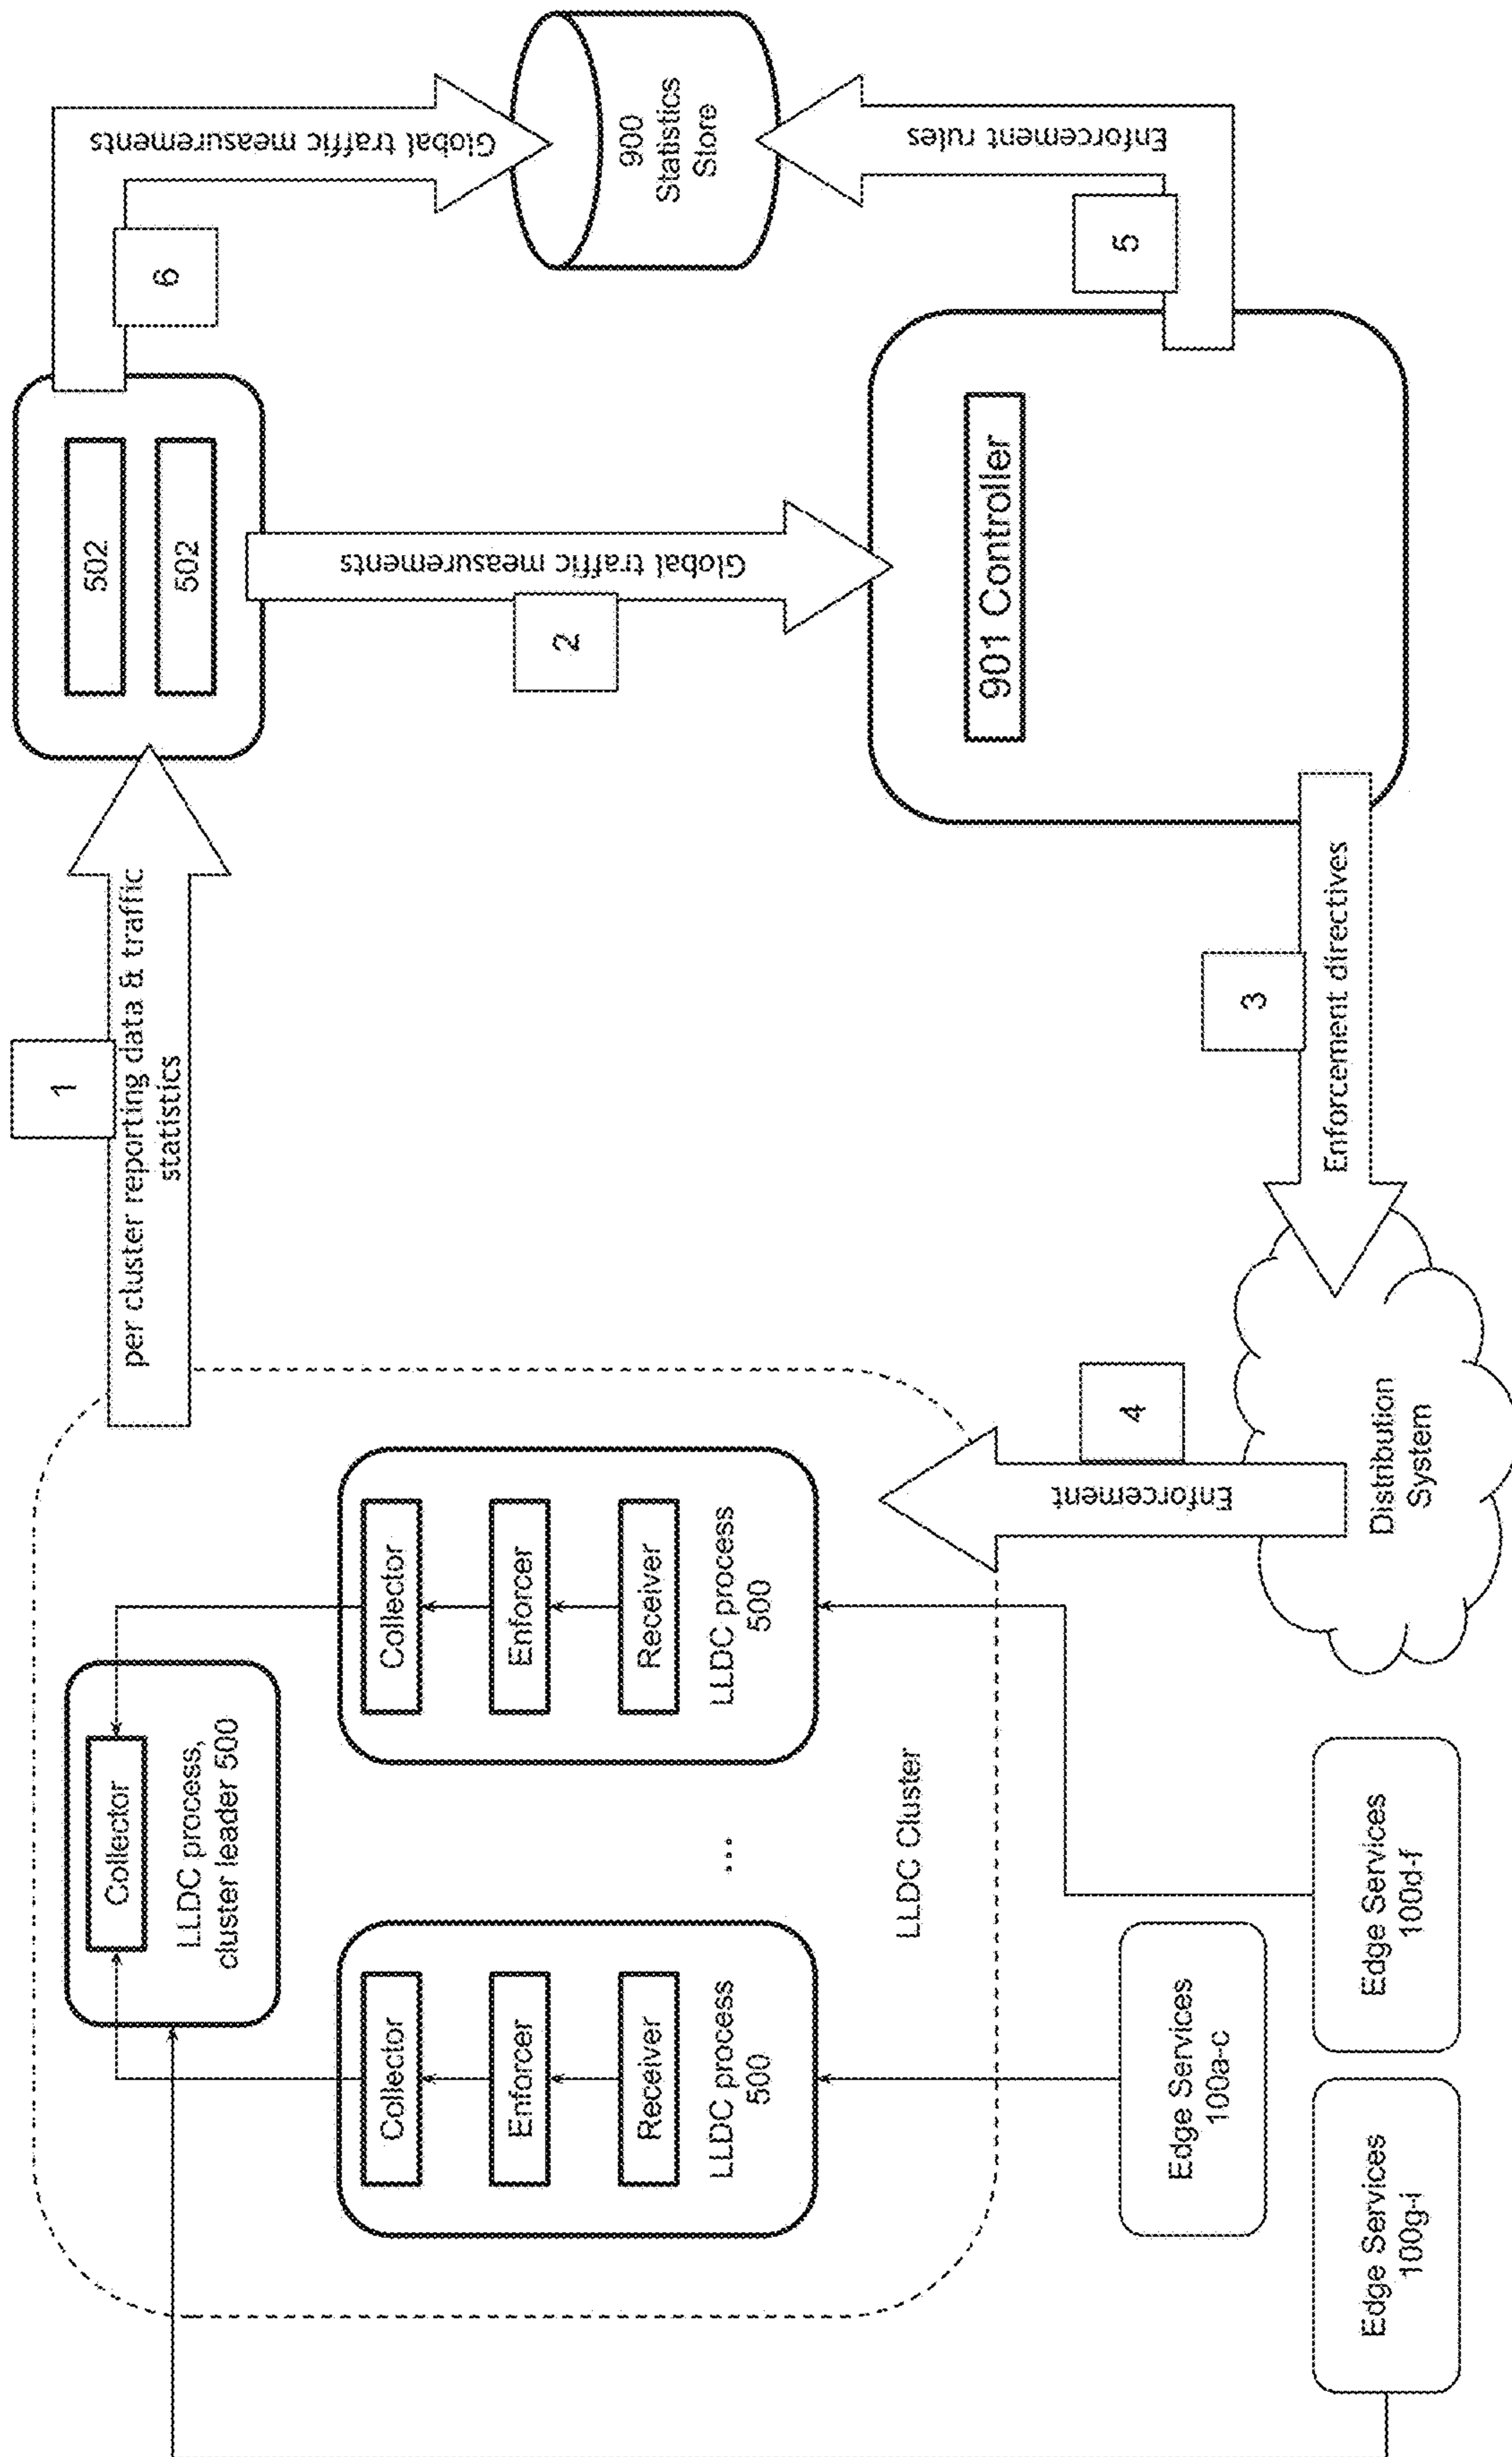 1
per cluster reporting data & traffic
statistics
502
502
6
Global traffic measurements
900
Statistics
Store
2
Global traffic measurements
5
Enforcement rules
901 Controller
3
Enforcement directives
Distribution
System
4
Enforcement
Collector
LLDC process,
cluster leader 500
Collector
Enforcer
Receiver
LLDC process
500
...
Collector
Enforcer
Receiver
LLDC process
500
LLDC Cluster
Edge Services
100a-c
Edge Services
100d-f
Edge Services
100g-i